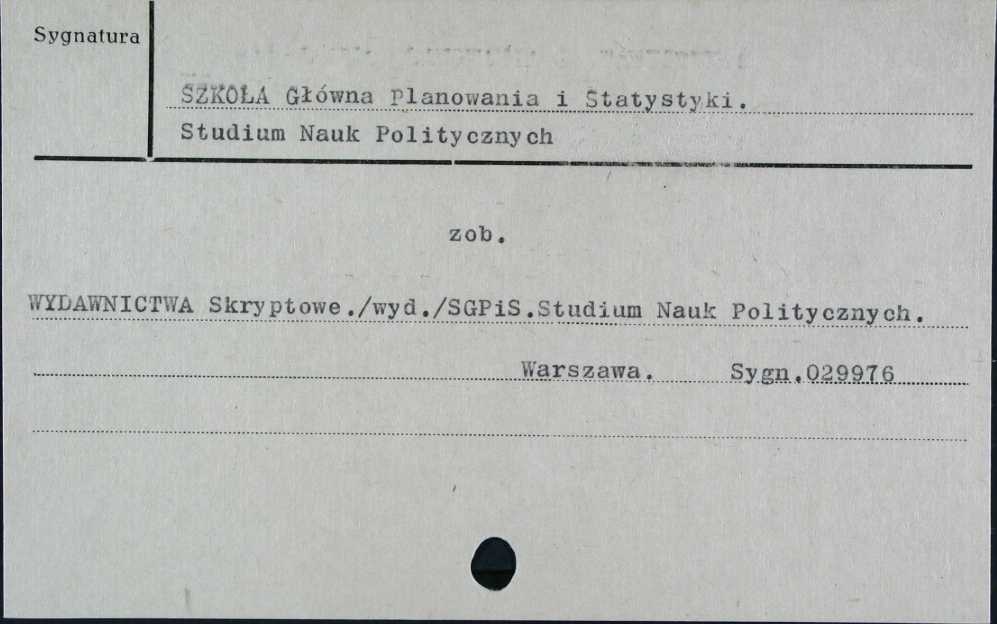 Sygnatura
SZKOŁA Główna Planowania i Statystyki.
Studium Nauk Politycznych
zob.
WYDAWNICTWA Skryptowe./wyd./SGPiS.Studium Nauk Politycznych.
Warszawa. Sygn.029976